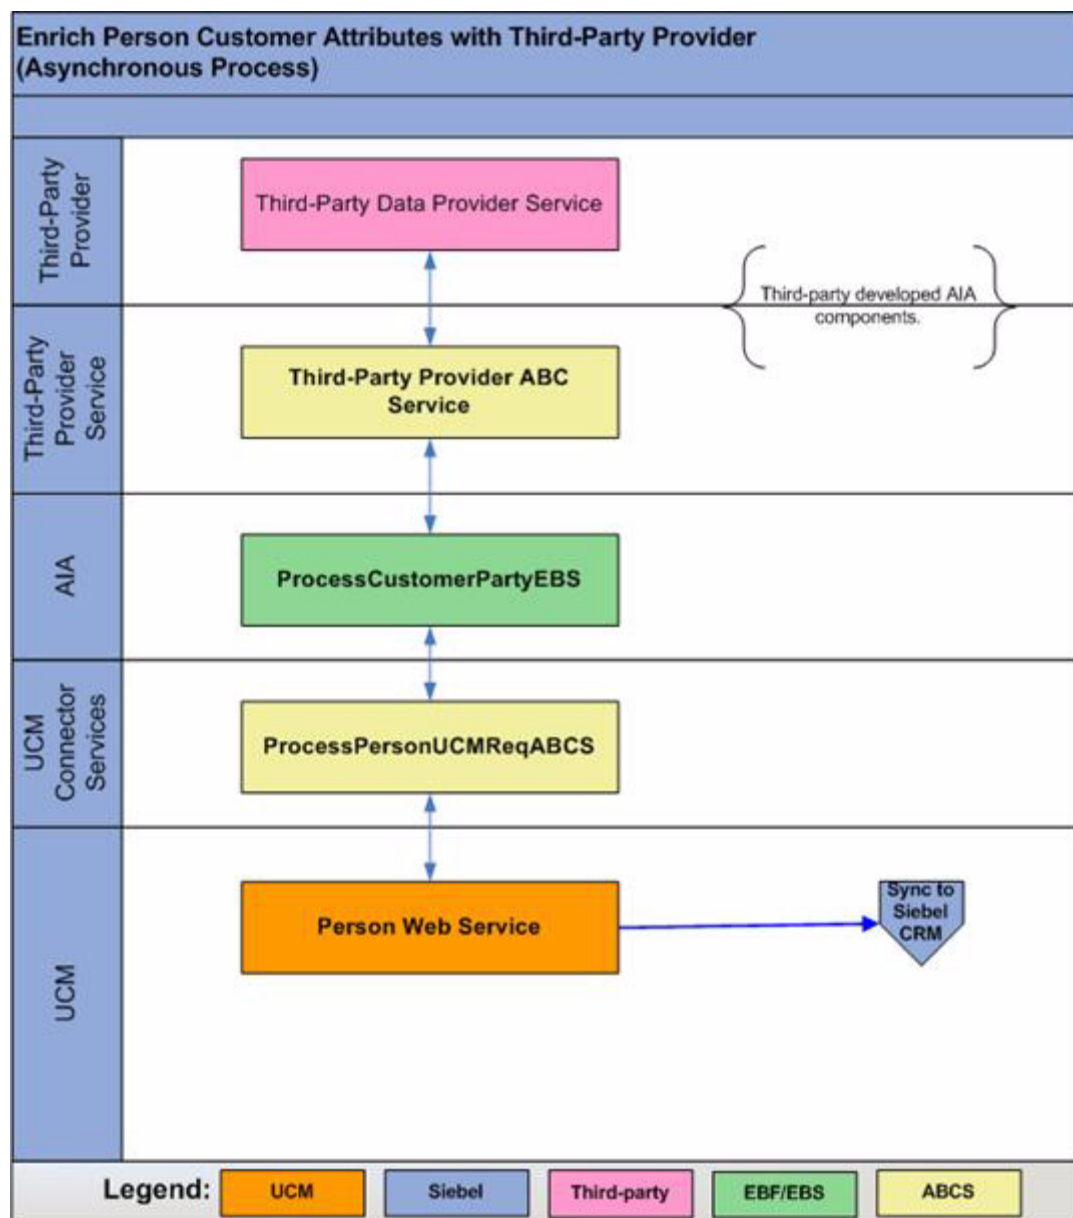 Enrich Person Customer Attributes with Third-Party Provider
(Asynchronous Process)
Third-Party
Provider
Third-Party Data Provider Service
Third-party developed AIA
components.
Third-Party
Provider
Service
Third-Party Provider ABC
Service
AIA
ProcessCustomerPartyEBS
UCM
Connector
Services
ProcessPersonUCMReqABCS
UCM
Person Web Service
Sync to
Siebel
CRM
Legend:
UCM
Siebel
Third-party
EBF/EBS
ABCS